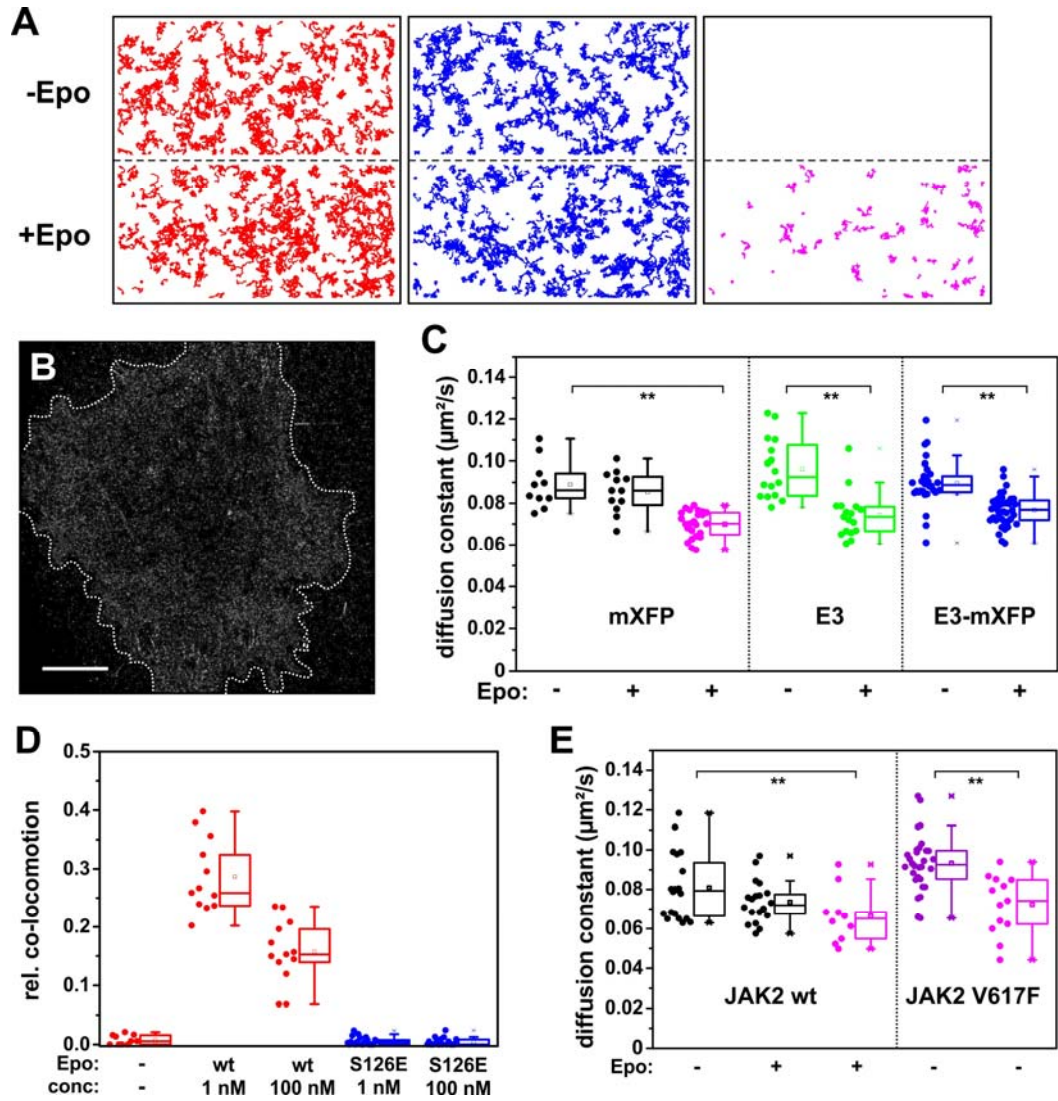 A
-Epo
+Epo
B
C
diffusion constant (µm²/s)
0.14
0.12
0.10
0.08
0.06
0.04
0.02
0
**
**
**
mXFP
E3
E3-mXFP
Epo: - + + - + - +
D
rel. co-locomotion
0.5
0.4
0.3
0.2
0.1
0.0
Epo: - wt wt S126E S126E
conc: - 1 nM 100 nM 1 nM 100 nM
E
diffusion constant (µm²/s)
0.14
0.12
0.10
0.08
0.06
0.04
0.02
0
**
**
JAK2 wt
JAK2 V617F
Epo: - + + - -